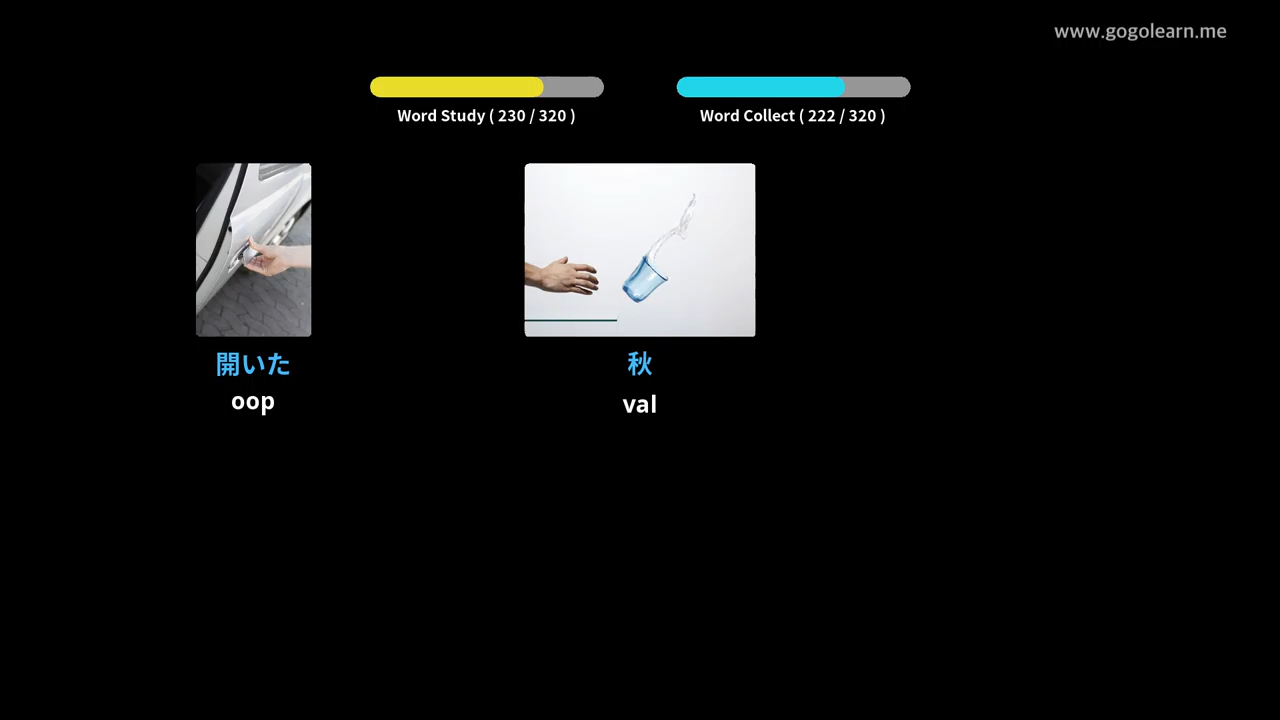 www.gogolearn.me
Word Study ( 230 / 320 )
Word Collect ( 222 / 320 )
開いた
oop
秋
val